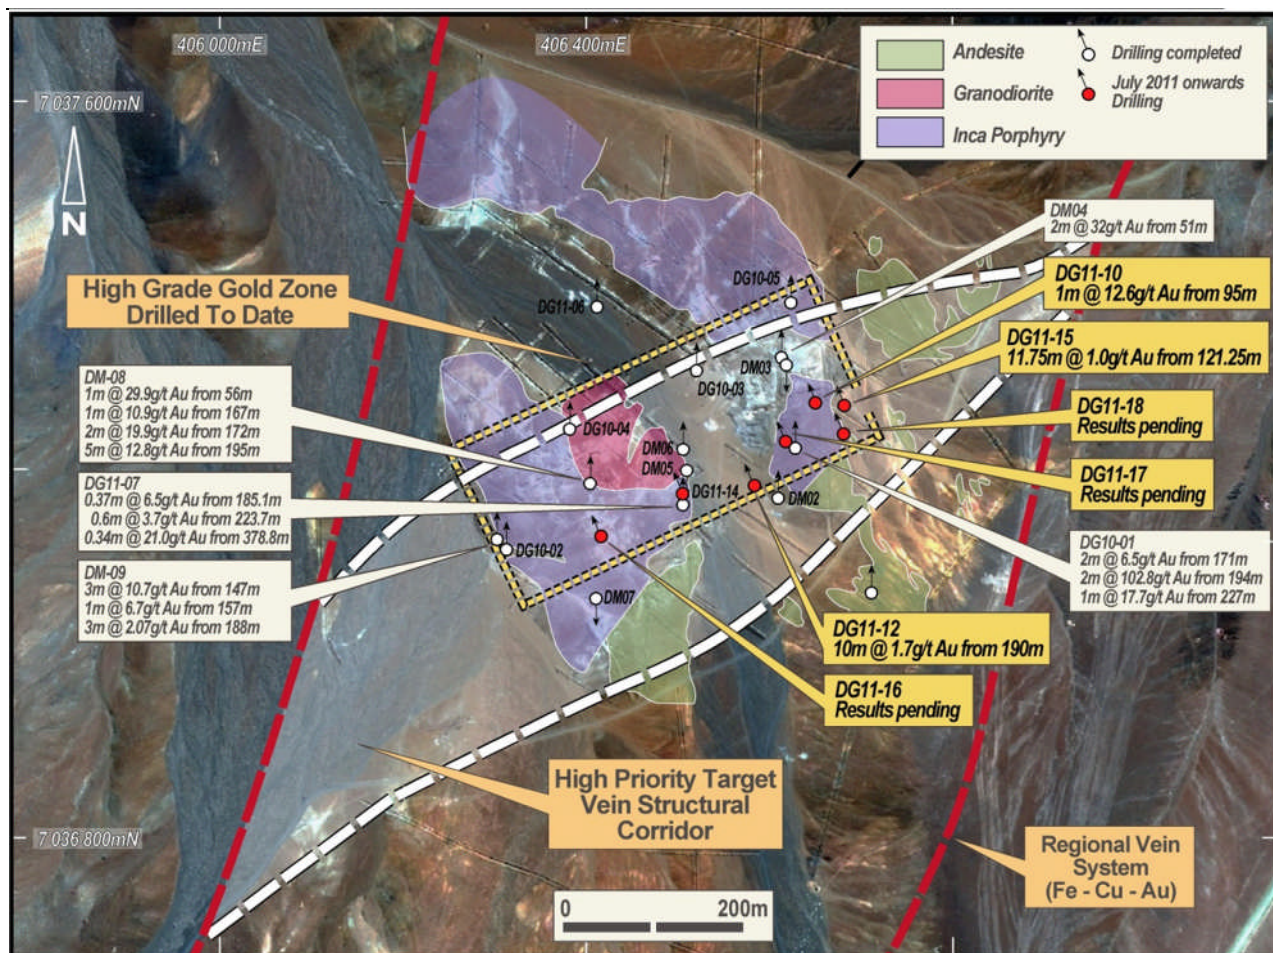 406 000mE
406 400mE
7 037 600mN
N
Andesite
Granodiorite
Inca Porphyry
Drilling completed
July 2011 onwards
Drilling
DM04
2m @ 32g/t Au from 51m
DG11-10
1m @ 12.6g/t Au from 95m
DG11-15
11.75m @ 1.0g/t Au from 121.25m
DG11-18
Results pending
DG11-17
Results pending
DG10-01
2m @ 6.5g/t Au from 171m
2m @ 102.8g/t Au from 194m
1m @ 17.7g/t Au from 227m
High Grade Gold Zone
Drilled To Date
DM-08
1m @ 29.9g/t Au from 56m
1m @ 10.9g/t Au from 167m
2m @ 19.9g/t Au from 172m
5m @ 12.8g/t Au from 195m
DG11-07
0.37m @ 6.5g/t Au from 185.1m
0.6m @ 3.7g/t Au from 223.7m
0.34m @ 21.0g/t Au from 378.8m
DM-09
3m @ 10.7g/t Au from 147m
1m @ 6.7g/t Au from 157m
3m @ 2.07g/t Au from 188m
DG10-05
DG11-06
DM03
DG10-03
DG10-04
DM06
DM05
DG11-14
DM02
DG10-02
DM07
DG11-12
10m @ 1.7g/t Au from 190m
DG11-16
Results pending
High Priority Target
Vein Structural
Corridor
Regional Vein
System
(Fe - Cu - Au)
7 036 800mN
0 200m